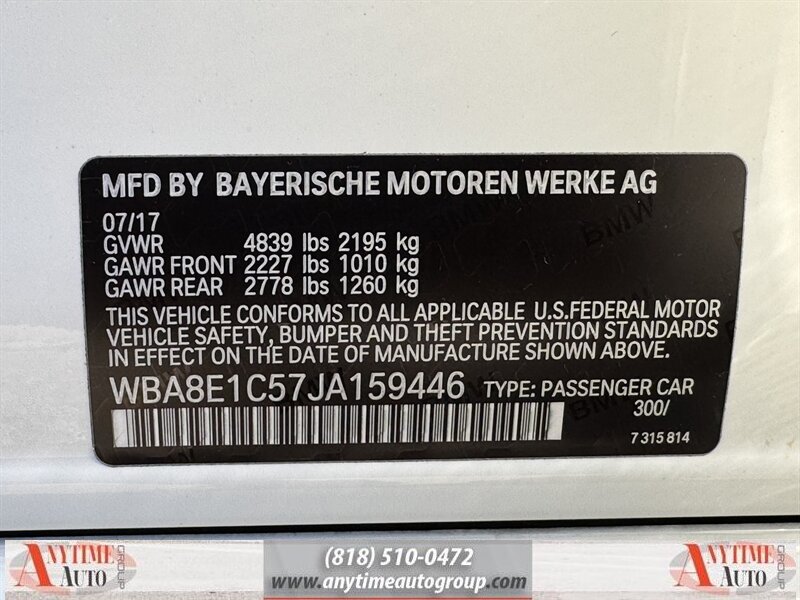 MFD BY BAYERISCHE MOTOREN WERKE AG
07/17
GVWR 4839 lbs 2195 kg
GAWR FRONT 2227 lbs 1010 kg
GAWR REAR 2778 lbs 1260 kg
THIS VEHICLE CONFORMS TO ALL APPLICABLE U.S.FEDERAL MOTOR
VEHICLE SAFETY, BUMPER AND THEFT PREVENTION STANDARDS
IN EFFECT ON THE DATE OF MANUFACTURE SHOWN ABOVE.
WBA8E1C57JA159446 TYPE: PASSENGER CAR
300/
7 315 814
ANYTIME AUTO GROUP
(818) 510-0472
www.anytimeautogroup.com
ANYTIME AUTO GROUP